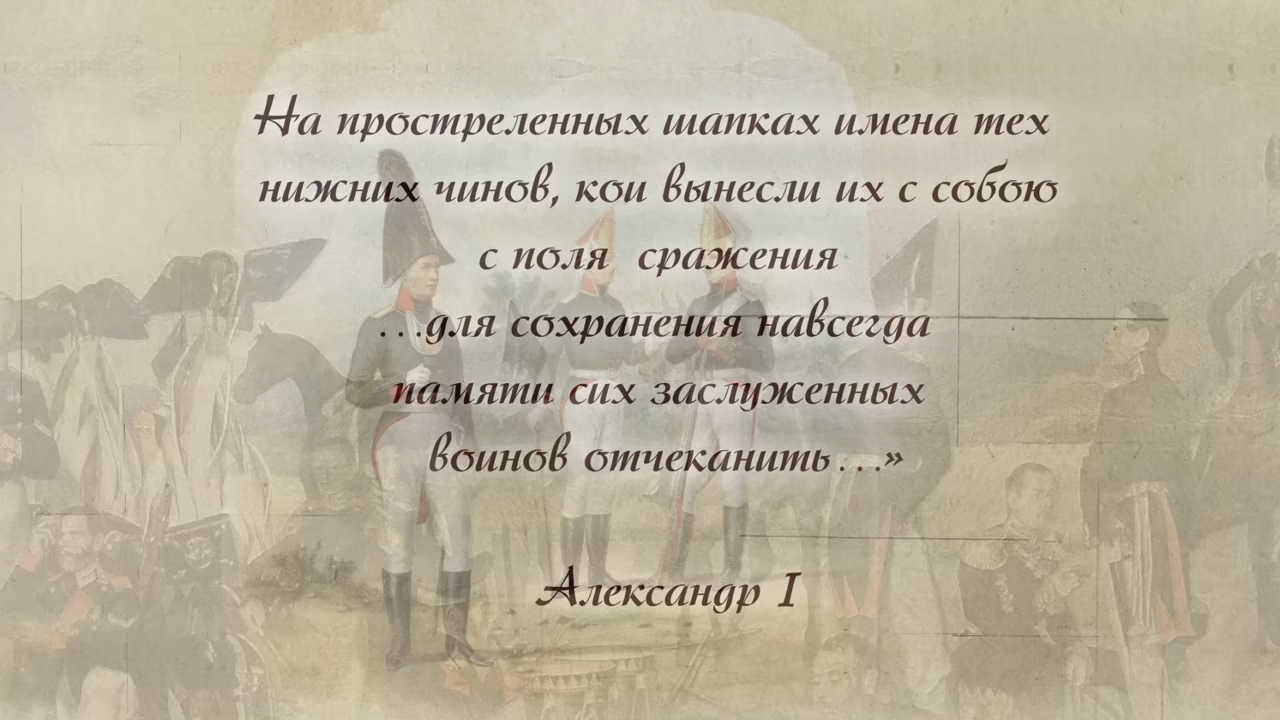 На простреленных шапках имена тех
нижних чинов, кои вынесли их с собою
с поля сражения
...для сохранения навсегда
памяти сих заслуженных
воинов отчеканить...»
Александр I